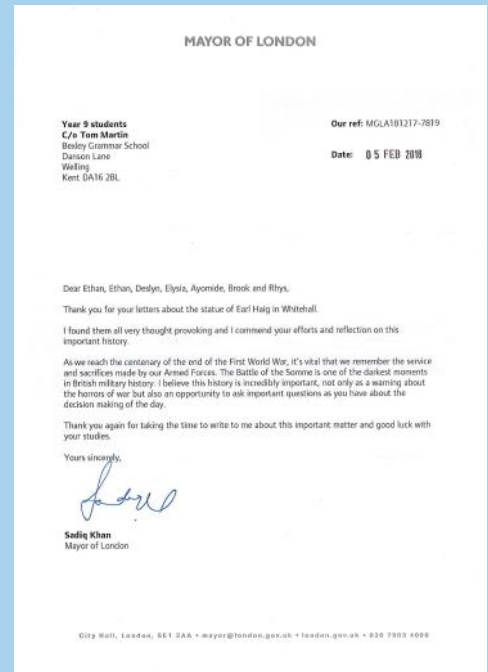 MAYOR OF LONDON
Year 9 students
C/o Tom Martin
Bexley Grammar School
Danson Lane
Welling
Kent DA16 2BL
Our ref: MGLA181217-7819
Date: 05 FEB 2018
Dear Ethan, Ethan, Deslyn, Elysia, Ayomide, Brook and Rhys,
Thank you for your letters about the statue of Earl Haig in Whitehall.
I found them all very thought provoking and I commend your efforts and reflection on this
important history.
As we reach the centenary of the end of the First World War, it's vital that we remember the service
and sacrifices made by our Armed Forces. The Battle of the Somme is one of the darkest moments
in British military history. I believe this history is incredibly important, not only as a warning about
the horrors of war but also an opportunity to ask important questions as you have about the
decision making of the day.
Thank you again for taking the time to write to me about this important matter and good luck with
your studies.
Yours sincerely,
Sadiq Khan
Mayor of London
City Hall, London, SE1 2AA • mayor@london.gov.uk • london.gov.uk • 020 7983 4000